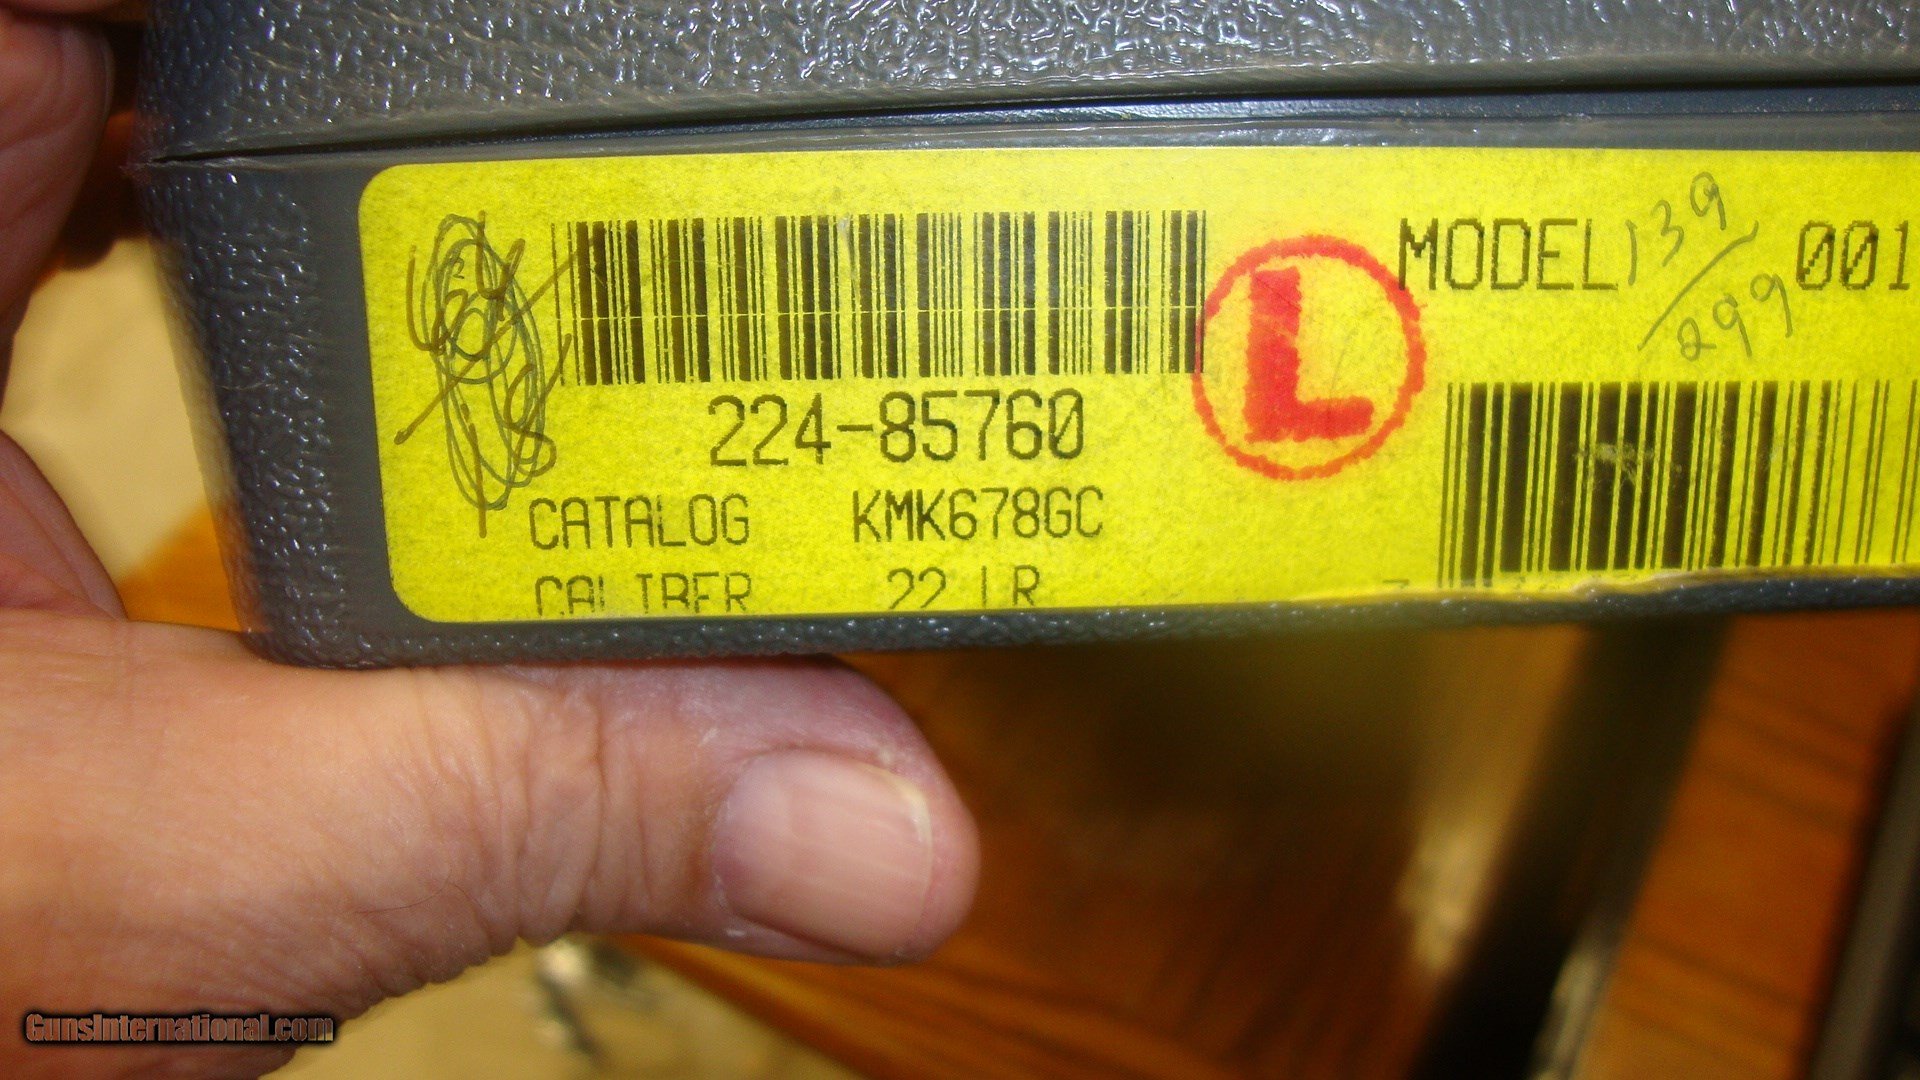 MODEL 001
139
299
L
224-85760
CATALOG KMK678GC
CALIBER 22 LR
GunsInternational.com